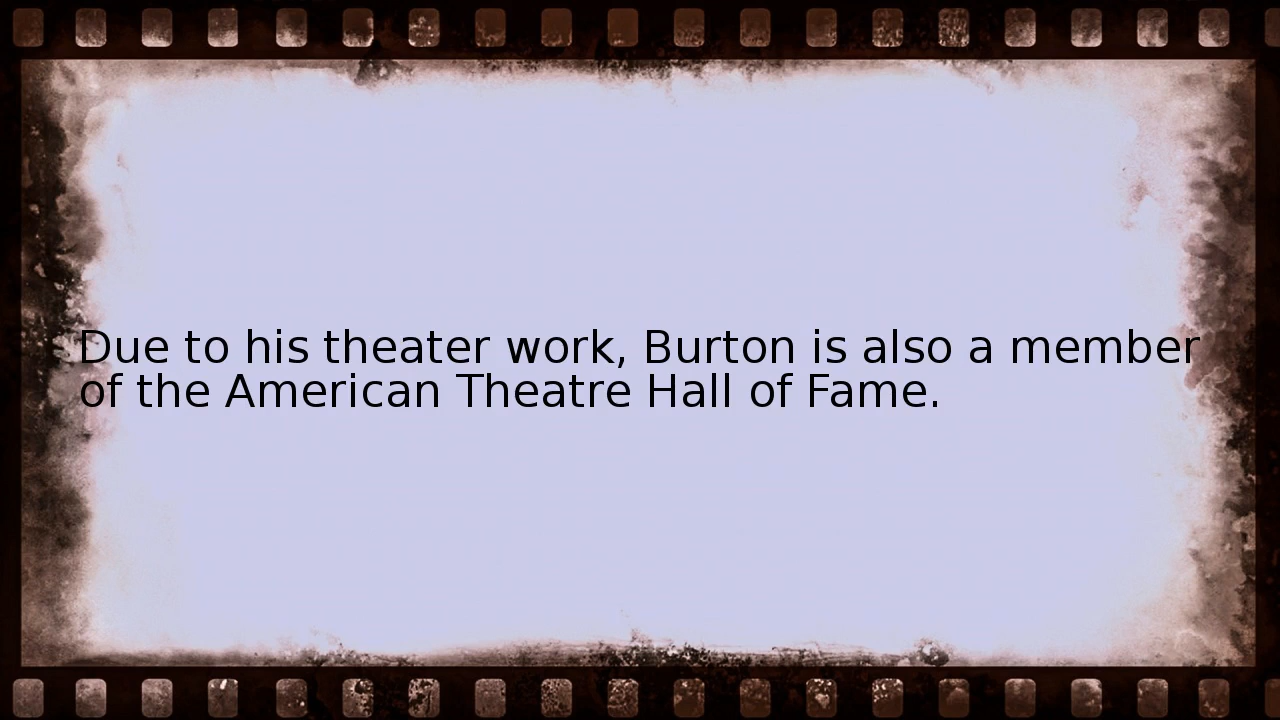 Due to his theater work, Burton is also a member
of the American Theatre Hall of Fame.